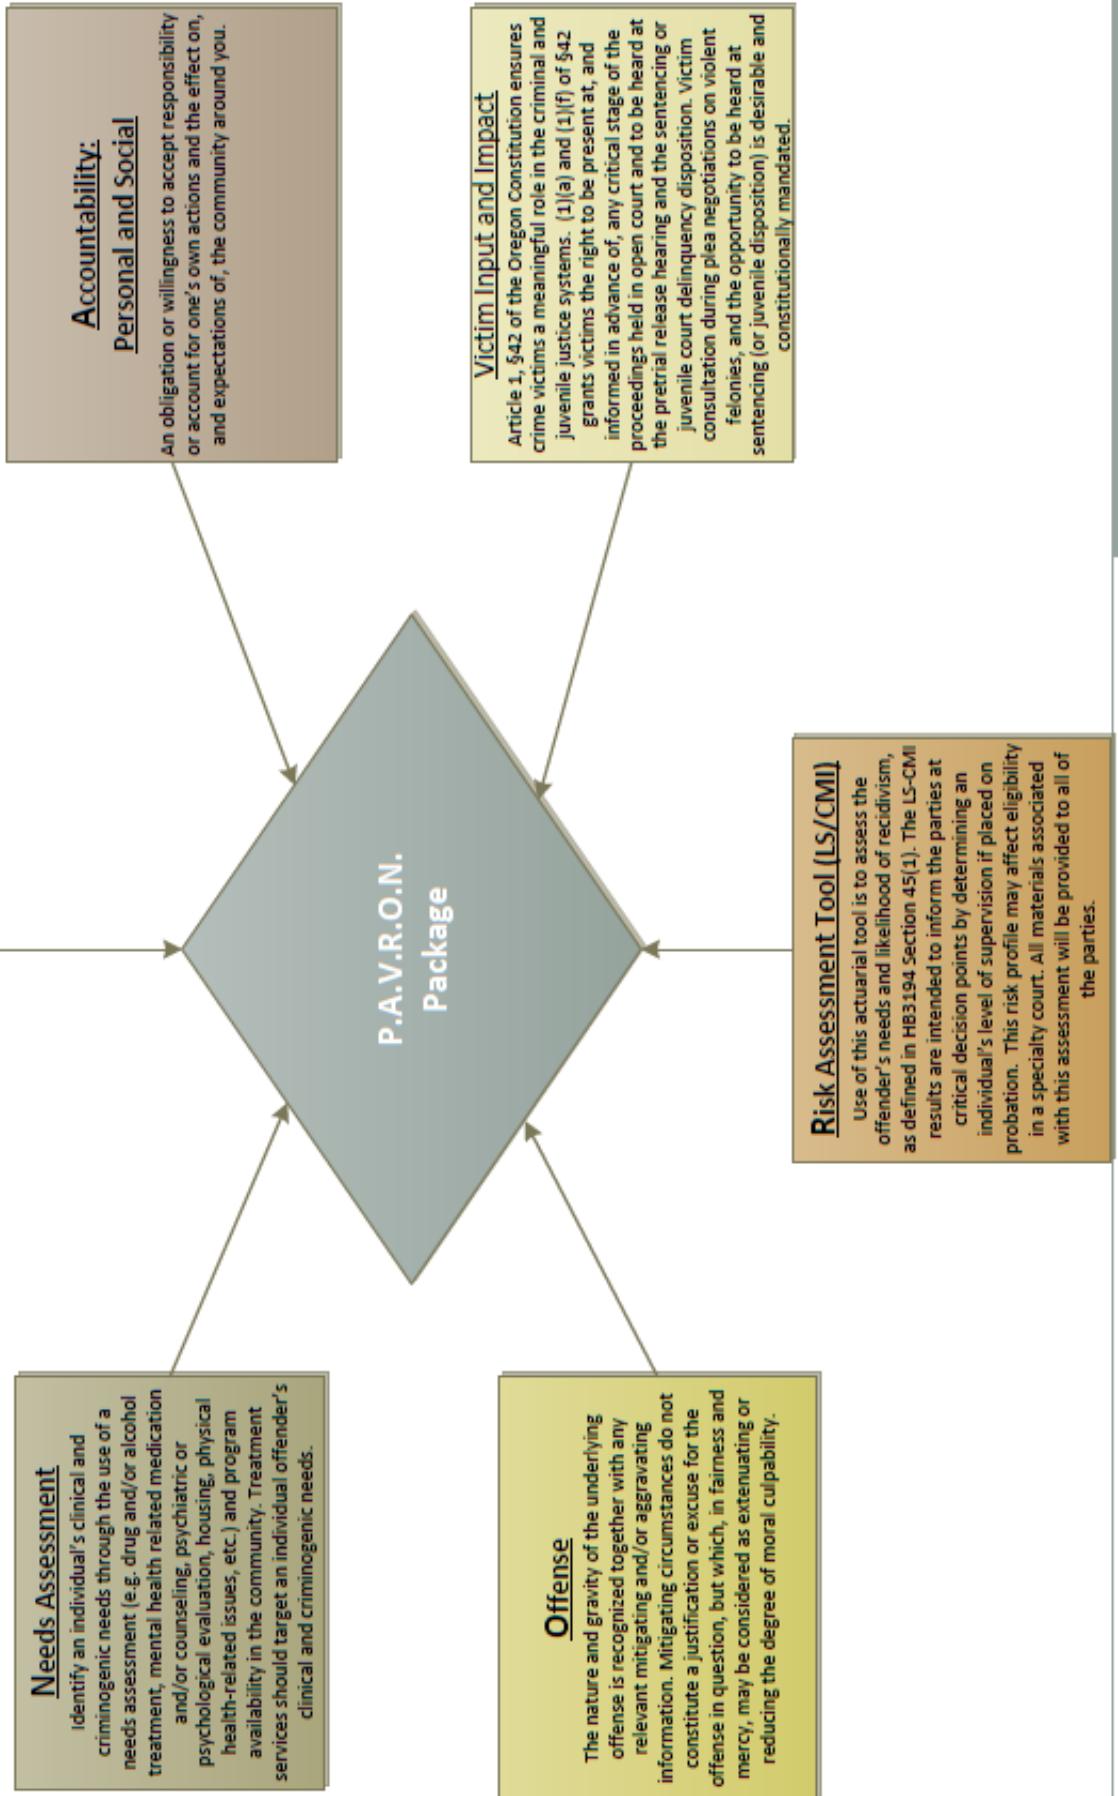 Needs Assessment
Identify an individual's clinical and
criminogenic needs through the use of a
needs assessment (e.g. drug and/or alcohol
treatment, mental health related medication
and/or counseling, psychiatric or
psychological evaluation, housing, physical
health-related issues, etc.) and program
availability in the community. Treatment
services should target an individual offender's
clinical and criminogenic needs.
Accountability:
Personal and Social
An obligation or willingness to accept responsibility
or account for one's own actions and the effect on,
and expectations of, the community around you.
P.A.V.R.O.N.
Package
Offense
The nature and gravity of the underlying
offense is recognized together with any
relevant mitigating and/or aggravating
information. Mitigating circumstances do not
constitute a justification or excuse for the
offense in question, but which, in fairness and
mercy, may be considered as extenuating or
reducing the degree of moral culpability.
Victim Input and Impact
Article 1, §42 of the Oregon Constitution ensures
crime victims a meaningful role in the criminal and
juvenile justice systems. (1)(a) and (1)(f) of §42
grants victims the right to be present at, and
informed in advance of, any critical stage of the
proceedings held in open court and to be heard at
the pretrial release hearing and the sentencing or
juvenile court delinquency disposition. Victim
consultation during plea negotiations on violent
felonies, and the opportunity to be heard at
sentencing (or juvenile disposition) is desirable and
constitutionally mandated.
Risk Assessment Tool (LS/CMI)
Use of this actuarial tool is to assess the
offender's needs and likelihood of recidivism,
as defined in HB3194 Section 45(1). The LS-CMI
results are intended to inform the parties at
critical decision points by determining an
individual's level of supervision if placed on
probation. This risk profile may affect eligibility
in a specialty court. All materials associated
with this assessment will be provided to all of
the parties.